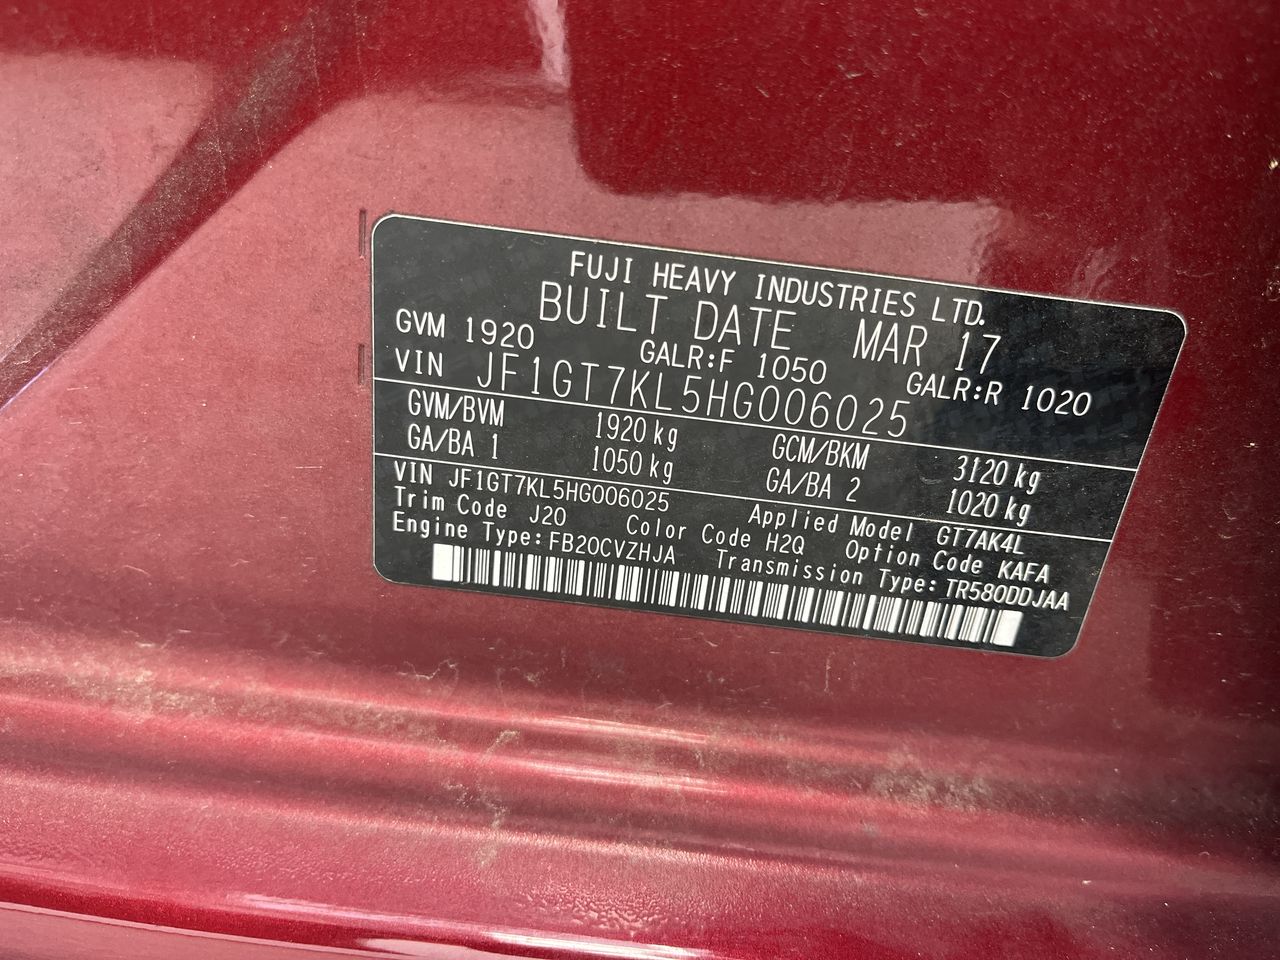 FUJI HEAVY INDUSTRIES LTD.
BUILT DATE MAR 17
GVM 1920 GALR:F 1050 GALR:R 1020
VIN JF1GT7KL5HG006025
GVM/BVM 1920 kg GCM/BKM 3120 kg
GA/BA 1 1050 kg GA/BA 2 1020 kg
VIN JF1GT7KL5HG006025 Applied Model GT7AK4L
Trim Code J20 Color Code H2Q Option Code KAFA
Engine Type:FB20CVZHJA Transmission Type:TR580DDJAA